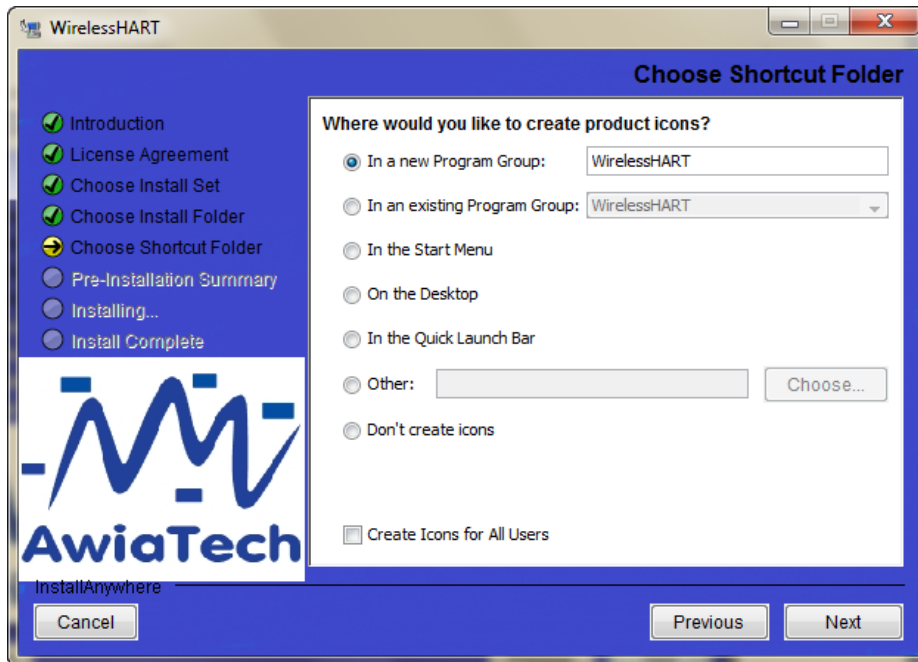 WirelessHART
Choose Shortcut Folder
Introduction
License Agreement
Choose Install Set
Choose Install Folder
Choose Shortcut Folder
Pre-Installation Summary
Installing...
Install Complete
AwiaTech
Where would you like to create product icons?
In a new Program Group: WirelessHART
In an existing Program Group: WirelessHART
In the Start Menu
On the Desktop
In the Quick Launch Bar
Other: Choose...
Don't create icons
Create Icons for All Users
InstallAnywhere
Cancel Previous Next